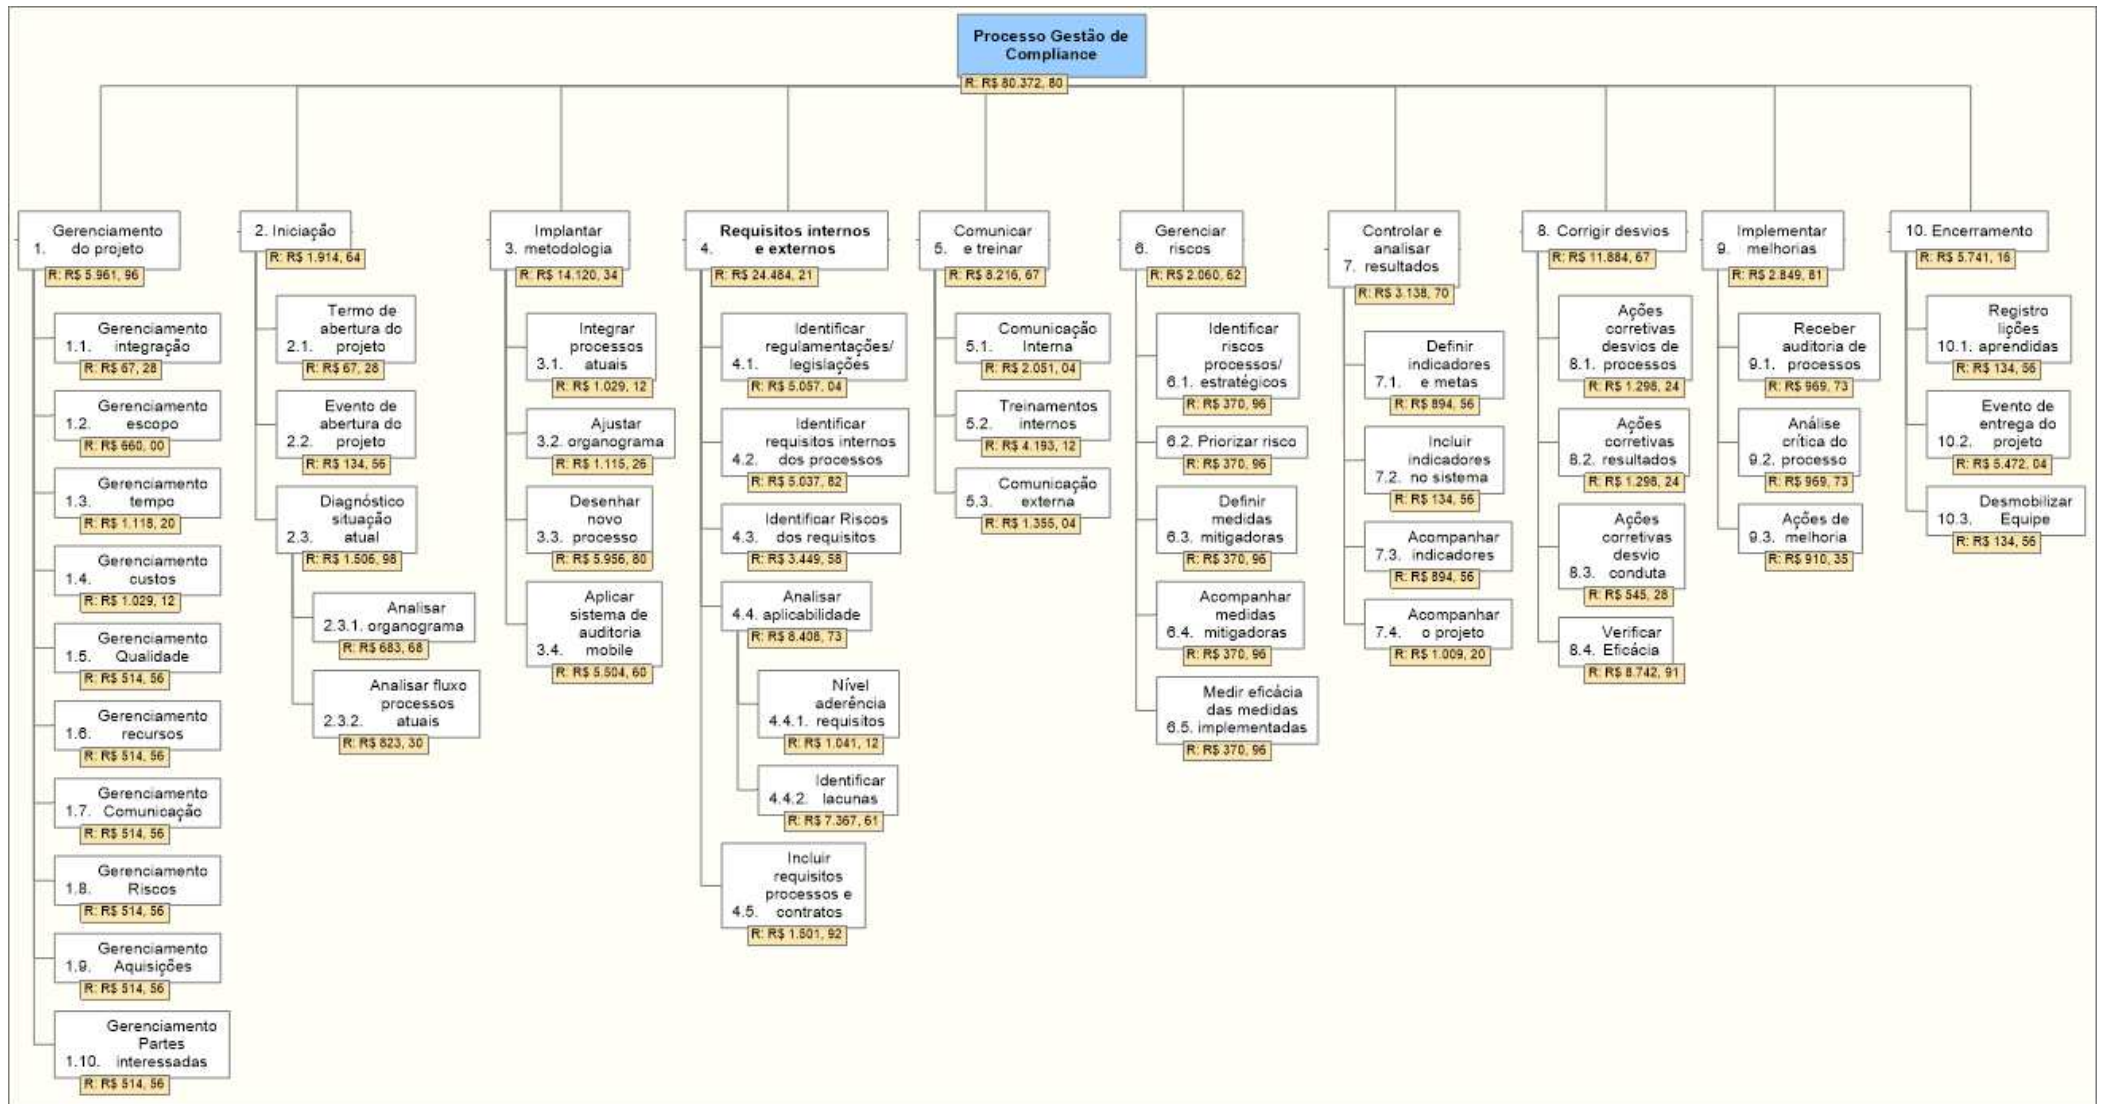 Processo Gestão de
Compliance
R: R$ 80.372, 80
Gerenciamento
1. do projeto
R: R$ 5.961, 96
Gerenciamento
1.1. integração
R: R$ 67, 28
Gerenciamento
1.2. escopo
R: R$ 660, 00
Gerenciamento
1.3. tempo
R: R$ 1.118, 20
Gerenciamento
1.4. custos
R: R$ 1.029, 12
Gerenciamento
1.5. Qualidade
R: R$ 514, 56
Gerenciamento
1.6. recursos
R: R$ 514, 56
Gerenciamento
1.7. Comunicação
R: R$ 514, 56
Gerenciamento
1.8. Riscos
R: R$ 514, 56
Gerenciamento
1.9. Aquisições
R: R$ 514, 56
Gerenciamento
Partes
1.10. interessadas
R: R$ 514, 56
2. Iniciação
R: R$ 1.914, 64
Termo de
abertura do
2.1. projeto
R: R$ 67, 28
Evento de
abertura do
2.2. projeto
R: R$ 134, 56
Diagnóstico
situação
2.3. atual
R: R$ 1.506, 98
Analisar
2.3.1. organograma
R: R$ 683, 68
Analisar fluxo
processos
2.3.2. atuais
R: R$ 823, 30
Implantar
3. metodologia
R: R$ 14.120, 34
Integrar
processos
3.1. atuais
R: R$ 1.029, 12
Ajustar
3.2. organograma
R: R$ 1.115, 26
Desenhar
novo
3.3. processo
R: R$ 5.956, 80
Aplicar
sistema de
auditoria
3.4. mobile
R: R$ 5.504, 60
Requisitos internos
4. e externos
R: R$ 24.484, 21
Identificar
regulamentações/
4.1. legislações
R: R$ 5.057, 04
Identificar
requisitos internos
4.2. dos processos
R: R$ 5.037, 82
Identificar Riscos
4.3. dos requisitos
R: R$ 3.449, 58
Analisar
4.4. aplicabilidade
R: R$ 8.408, 73
Nível
aderência
4.4.1. requisitos
R: R$ 1.041, 12
Identificar
4.4.2. lacunas
R: R$ 7.367, 61
Incluir
requisitos
processos e
4.5. contratos
R: R$ 1.501, 92
Comunicar
5. e treinar
R: R$ 8.216, 67
Comunicação
5.1. Interna
R: R$ 2.051, 04
Treinamentos
5.2. internos
R: R$ 4.193, 12
Comunicação
5.3. externa
R: R$ 1.355, 04
Gerenciar
6. riscos
R: R$ 2.060, 62
Identificar
riscos
processos/
6.1. estratégicos
R: R$ 370, 96
6.2. Priorizar risco
R: R$ 370, 96
Definir
medidas
6.3. mitigadoras
R: R$ 370, 96
Acompanhar
medidas
6.4. mitigadoras
R: R$ 370, 96
Medir eficácia
das medidas
6.5. implementadas
R: R$ 370, 96
Controlar e
analisar
7. resultados
R: R$ 3.138, 70
Definir
indicadores
7.1. e metas
R: R$ 894, 56
Incluir
indicadores
7.2. no sistema
R: R$ 134, 56
Acompanhar
7.3. indicadores
R: R$ 894, 56
Acompanhar
7.4. o projeto
R: R$ 1.009, 20
8. Corrigir desvios
R: R$ 11.884, 67
Ações
corretivas
desvios de
8.1. processos
R: R$ 1.298, 24
Ações
corretivas
8.2. resultados
R: R$ 1.298, 24
Ações
corretivas
desvio
8.3. conduta
R: R$ 545, 28
Verificar
8.4. Eficácia
R: R$ 8.742, 91
Implementar
9. melhorias
R: R$ 2.849, 81
Receber
auditoria de
9.1. processos
R: R$ 969, 73
Análise
crítica do
9.2. processo
R: R$ 969, 73
Ações de
9.3. melhoria
R: R$ 910, 35
10. Encerramento
R: R$ 5.741, 16
Registro
lições
10.1. aprendidas
R: R$ 134, 56
Evento de
entrega do
10.2. projeto
R: R$ 5.472, 04
Desmobilizar
10.3. Equipe
R: R$ 134, 56